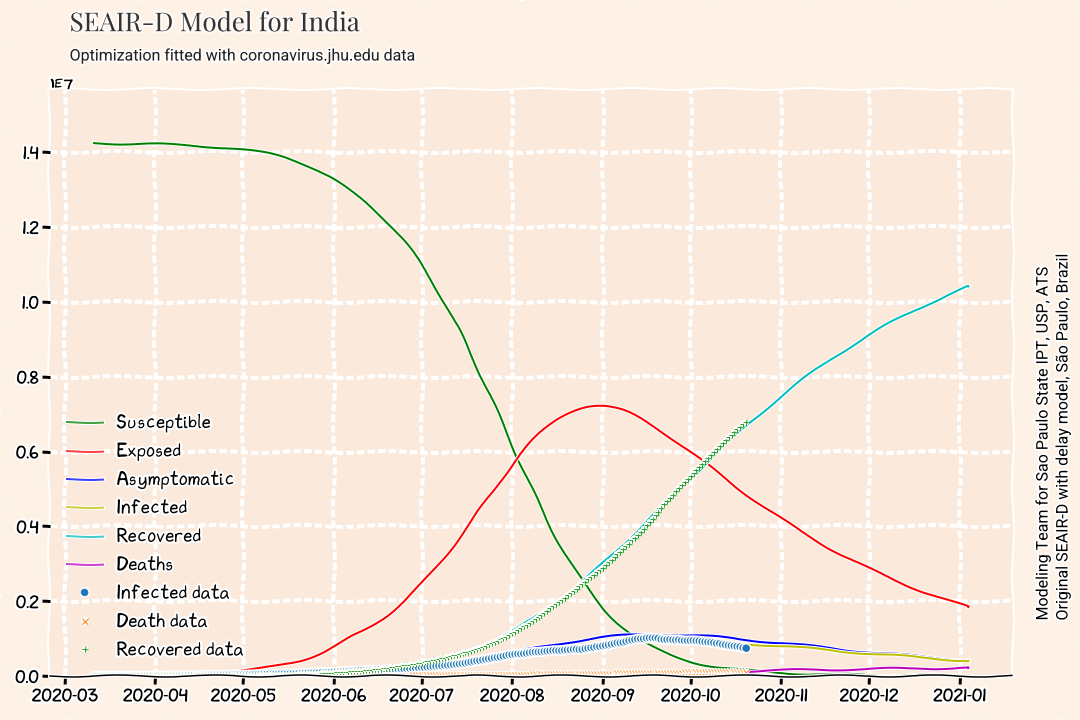 SEAIR-D Model for India
Optimization fitted with coronavirus.jhu.edu data
1E7
1.4
1.2
1.0
0.8
0.6
0.4
0.2
0.0
Susceptible
Exposed
Asymptomatic
Infected
Recovered
Deaths
Infected data
Death data
Recovered data
2020-03 2020-04 2020-05 2020-06 2020-07 2020-08 2020-09 2020-10 2020-11 2020-12 2021-01
Modeling Team for Sao Paulo State IPT, USP, ATS
Original SEAIR-D with delay model, São Paulo, Brazil